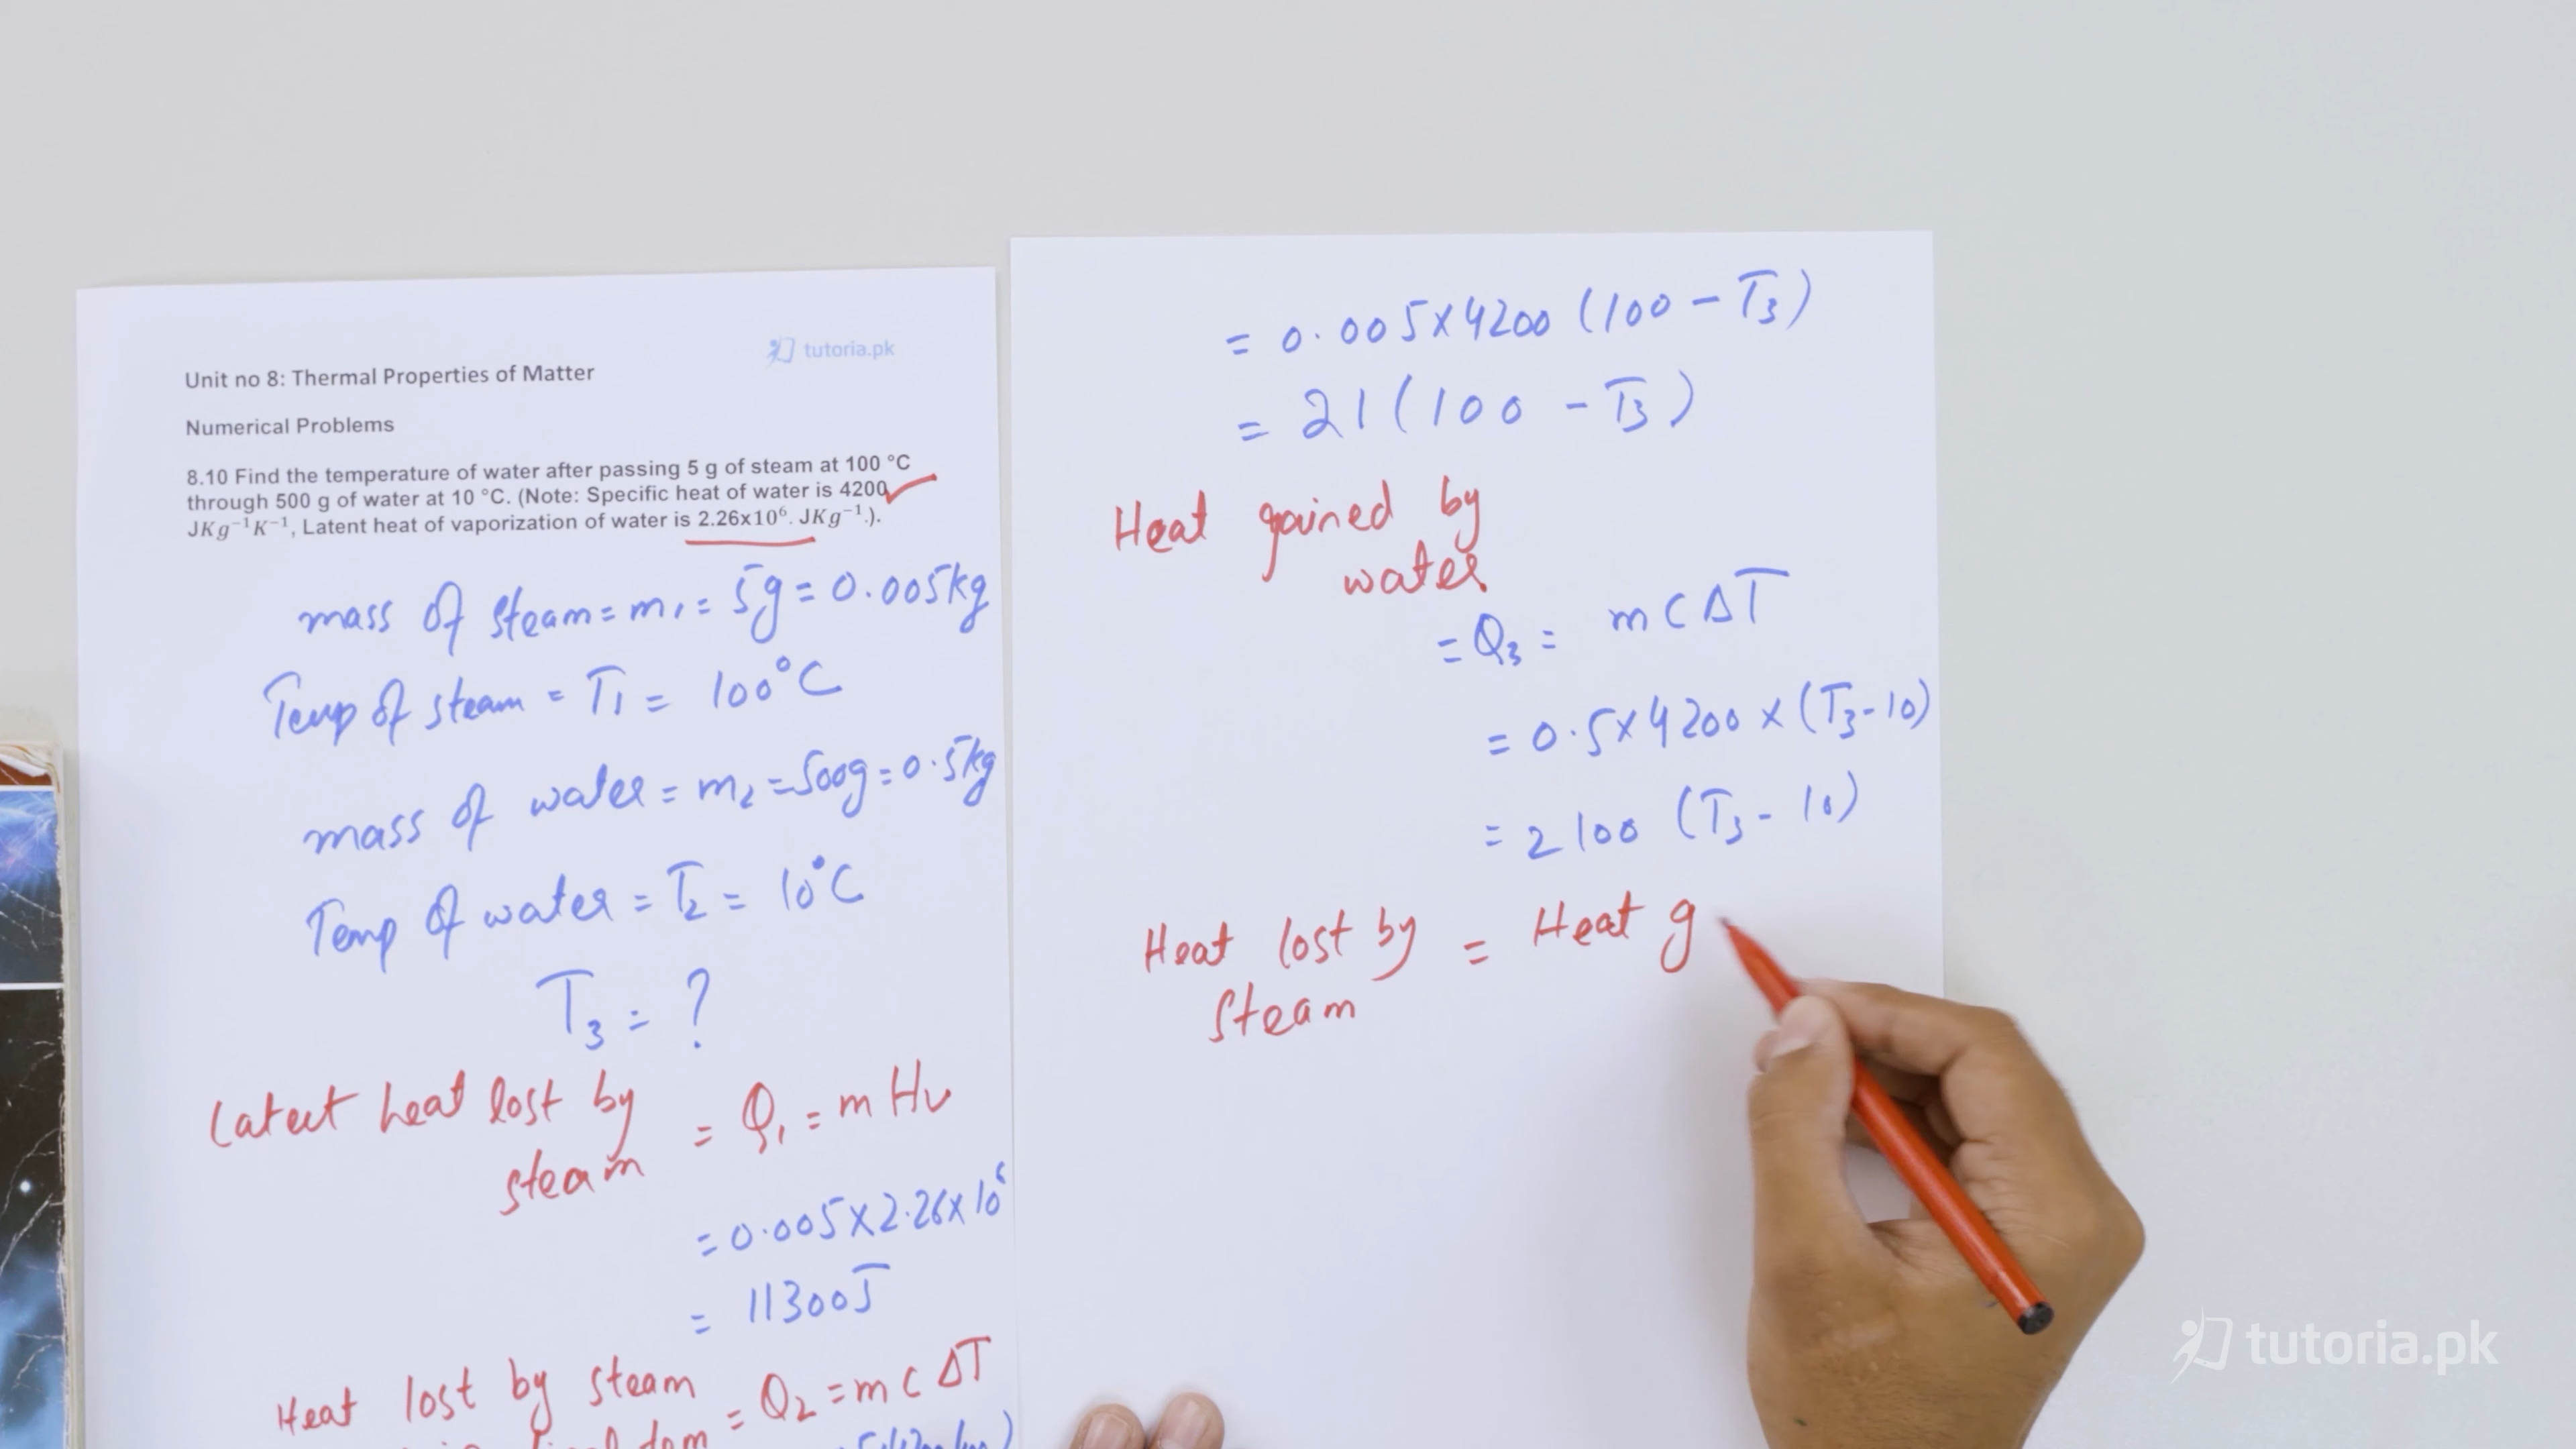 tutoria.pk
Unit no 8: Thermal Properties of Matter
Numerical Problems
8.10 Find the temperature of water after passing 5 g of steam at 100 °C
through 500 g of water at 10 °C. (Note: Specific heat of water is 4200
JKg⁻¹K⁻¹, Latent heat of vaporization of water is 2.26x10⁶. JKg⁻¹.).
mass of steam = m₁ = 5g = 0.005kg
Temp of steam = T₁ = 100°C
mass of water = m₂ = 500g = 0.5kg
Temp of water = T₂ = 10°C
T₃ = ?
Latent heat lost by
steam = Q₁ = m Hv
= 0.005 × 2.26 × 10⁶
= 11300J
Heat lost by steam
= Q₂ = m c ΔT
= 0.005 × 4200 (100 - T₃)
= 21 (100 - T₃)
Heat gained by
water
= Q₃ = m c ΔT
= 0.5 × 4200 × (T₃ - 10)
= 2100 (T₃ - 10)
Heat lost by = Heat g
steam
tutoria.pk